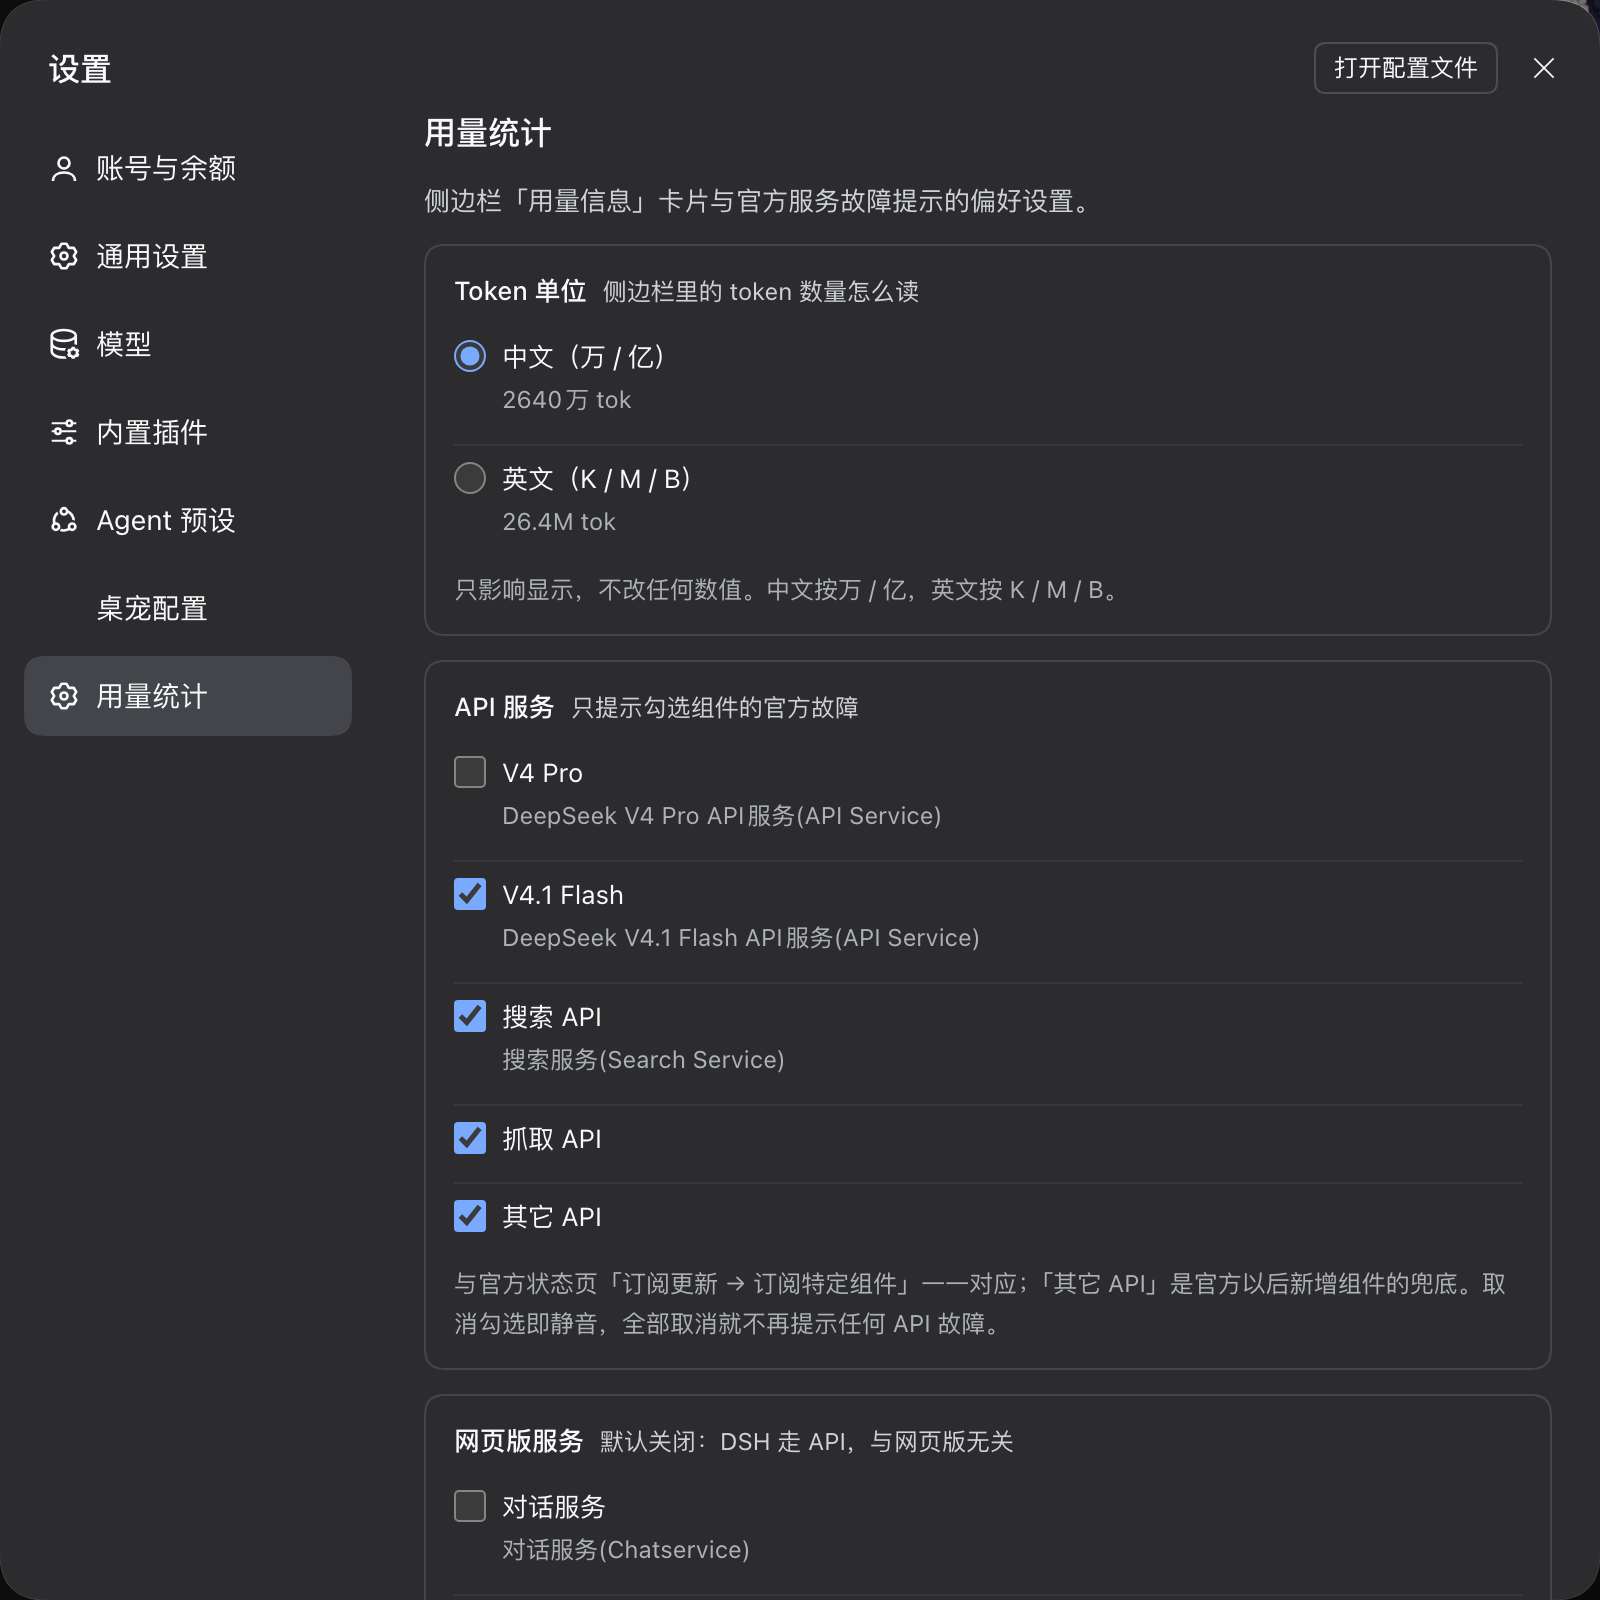 设置
打开配置文件
账号与余额
通用设置
模型
内置插件
Agent 预设
桌宠配置
用量统计
用量统计
侧边栏「用量信息」卡片与官方服务故障提示的偏好设置。
Token 单位 侧边栏里的 token 数量怎么读
中文（万 / 亿）
2640万 tok
英文（K / M / B）
26.4M tok
只影响显示，不改任何数值。中文按万 / 亿，英文按 K / M / B。
API 服务 只提示勾选组件的官方故障
V4 Pro
DeepSeek V4 Pro API服务(API Service)
V4.1 Flash
DeepSeek V4.1 Flash API服务(API Service)
搜索 API
搜索服务(Search Service)
抓取 API
其它 API
与官方状态页「订阅更新 → 订阅特定组件」一一对应；「其它 API」是官方以后新增组件的兜底。取
消勾选即静音，全部取消就不再提示任何 API 故障。
网页版服务 默认关闭：DSH 走 API，与网页版无关
对话服务
对话服务(Chatservice)